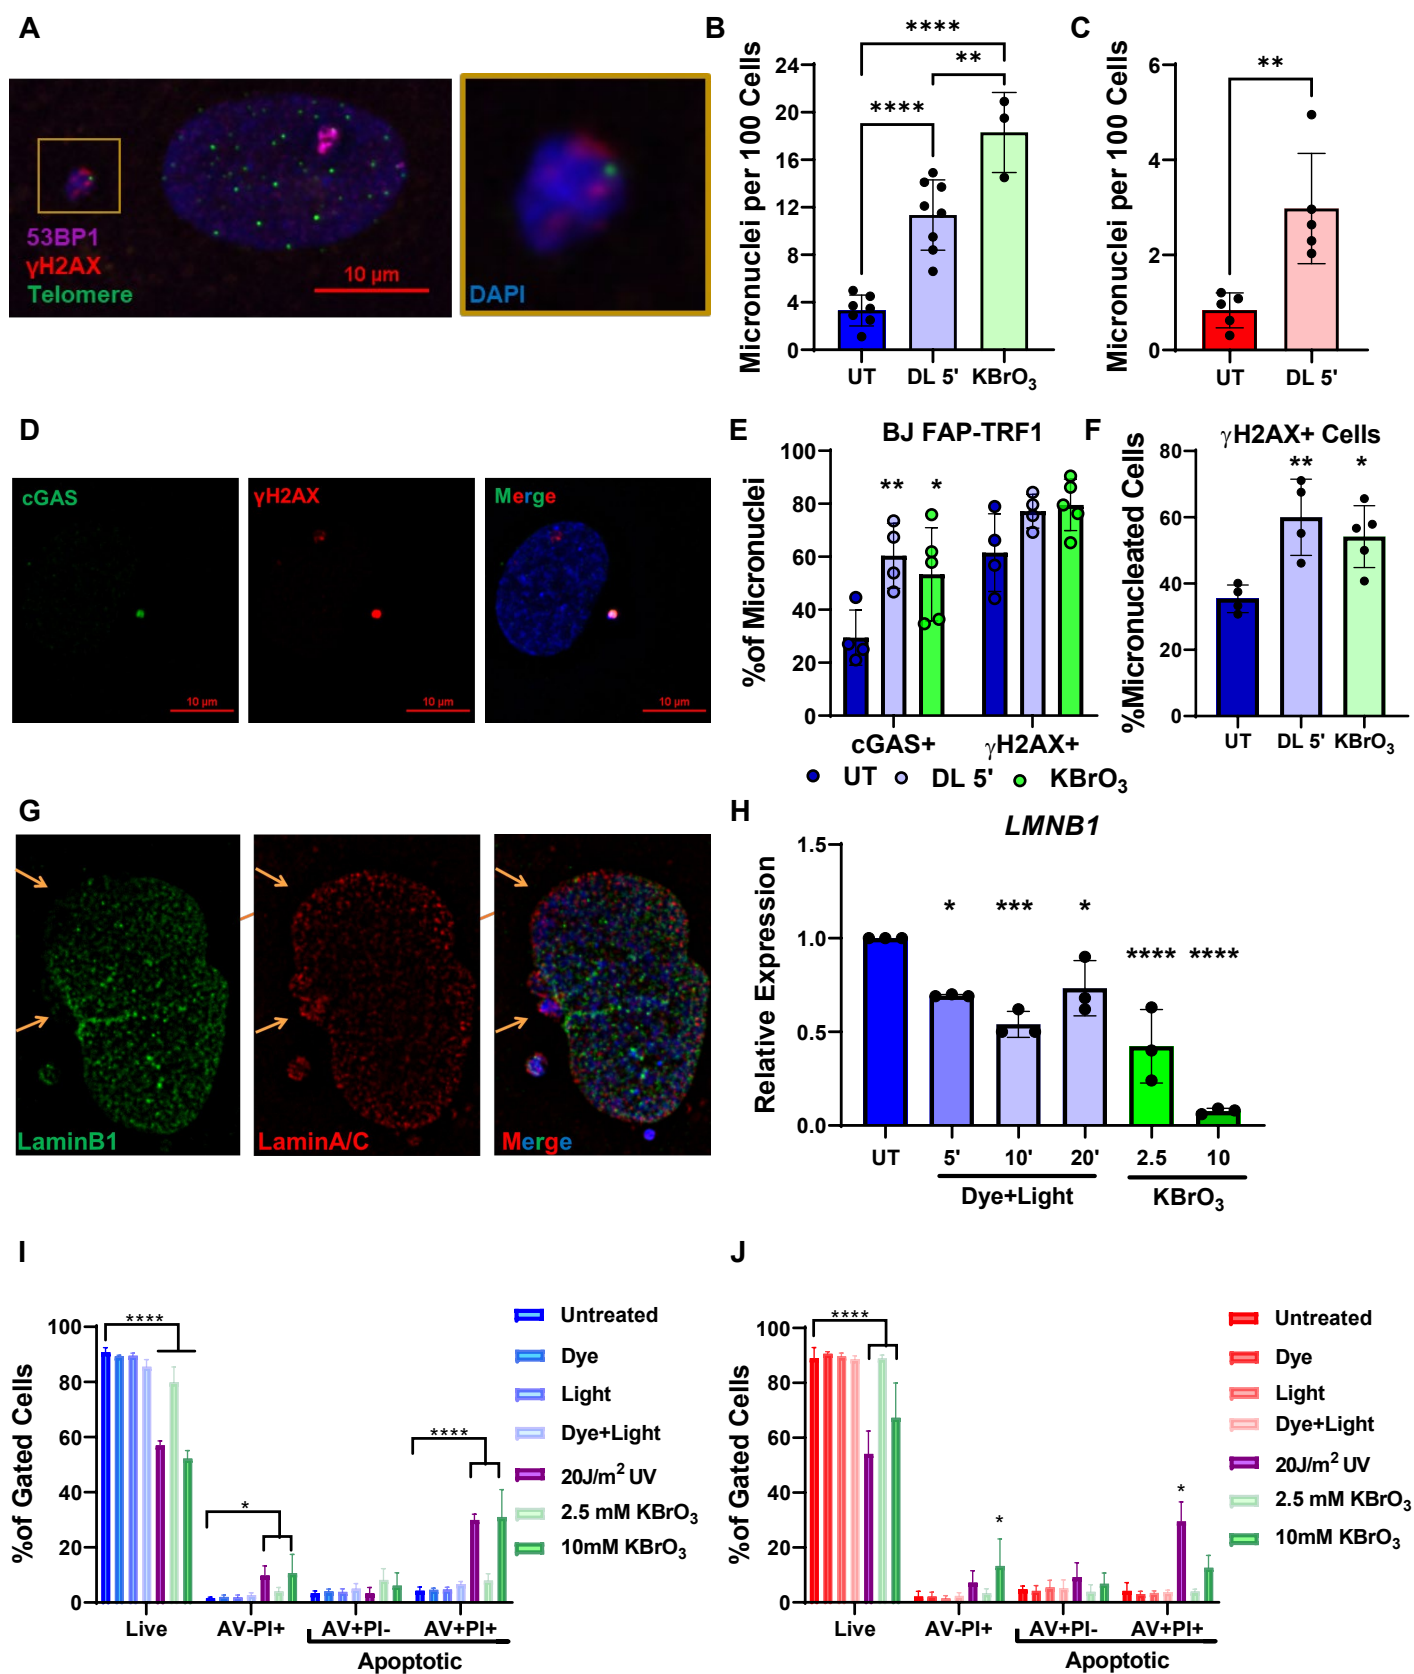 A
53BP1
γH2AX
Telomere
10 μm
DAPI
B
Micronuclei per 100 Cells
24
20
16
12
8
4
0
****
**
****
UT
DL 5'
KBrO₃
C
Micronuclei per 100 Cells
6
4
2
0
**
UT
DL 5'
D
cGAS
10 μm
γH2AX
10 μm
Merge
10 μm
E
BJ FAP-TRF1
%of Micronuclei
100
80
60
40
20
0
**
*
cGAS+
γH2AX+
UT
DL 5'
KBrO₃
F
γH2AX+ Cells
%Micronucleated Cells
80
60
40
20
0
**
*
UT
DL 5'
KBrO₃
G
LaminB1
LaminA/C
Merge
H
LMNB1
Relative Expression
1.5
1.0
0.5
0.0
*
***
*
****
****
UT
5'
10'
20'
2.5
10
Dye+Light
KBrO₃
I
%of Gated Cells
100
80
60
40
20
0
****
*
****
Live
AV-PI+
AV+PI-
AV+PI+
Apoptotic
Untreated
Dye
Light
Dye+Light
20J/m² UV
2.5 mM KBrO₃
10mM KBrO₃
J
%of Gated Cells
100
80
60
40
20
0
****
*
*
Live
AV-PI+
AV+PI-
AV+PI+
Apoptotic
Untreated
Dye
Light
Dye+Light
20J/m² UV
2.5 mM KBrO₃
10mM KBrO₃